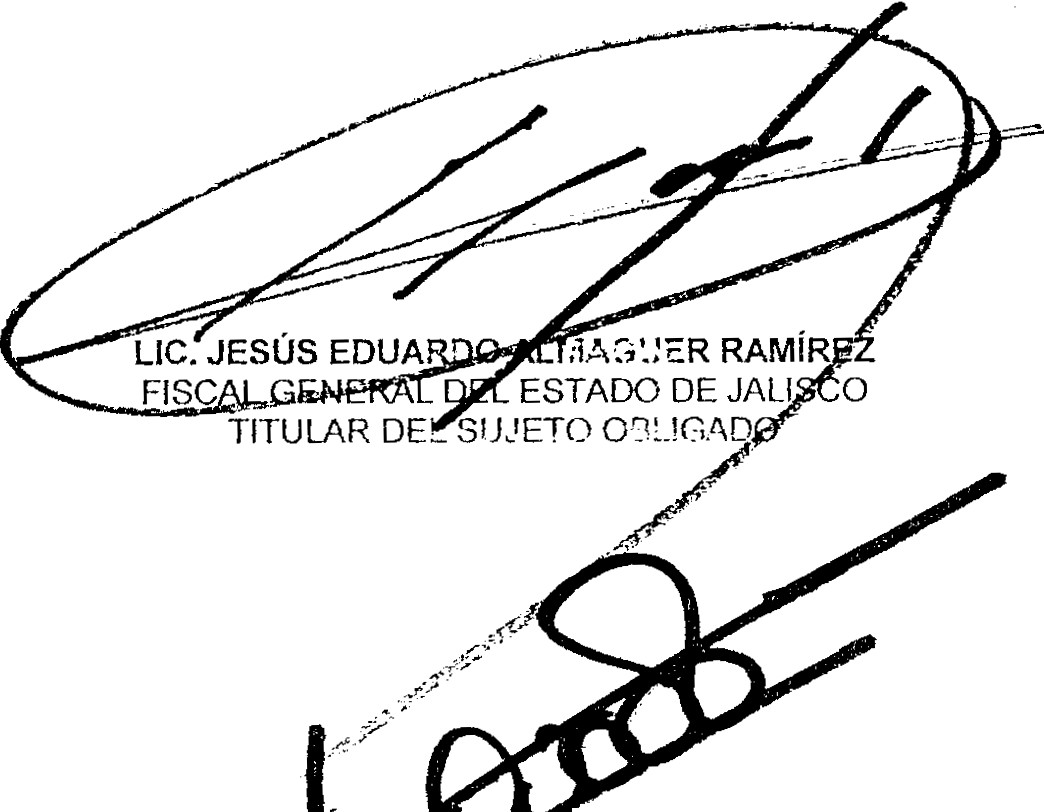 LIC. JESÚS EDUARDO ALMAGUER RAMÍREZ
FISCAL GENERAL DEL ESTADO DE JALISCO
TITULAR DEL SUJETO OBLIGADO